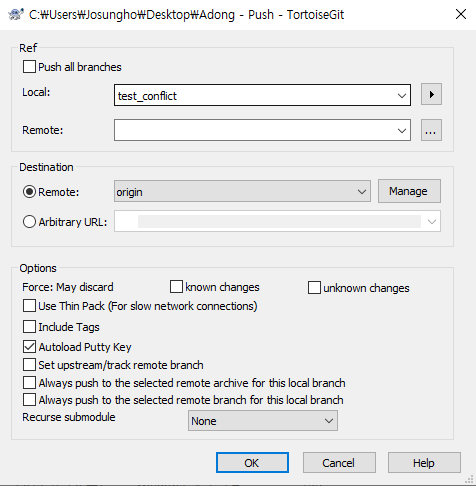 C:₩Users₩Josungho₩Desktop₩Adong - Push - TortoiseGit
Ref
Push all branches
Local:
test_conflict
Remote:
...
Destination
Remote:
origin
Manage
Arbitrary URL:
Options
Force: May discard
known changes
unknown changes
Use Thin Pack (For slow network connections)
Include Tags
Autoload Putty Key
Set upstream/track remote branch
Always push to the selected remote archive for this local branch
Always push to the selected remote branch for this local branch
Recurse submodule
None
OK
Cancel
Help